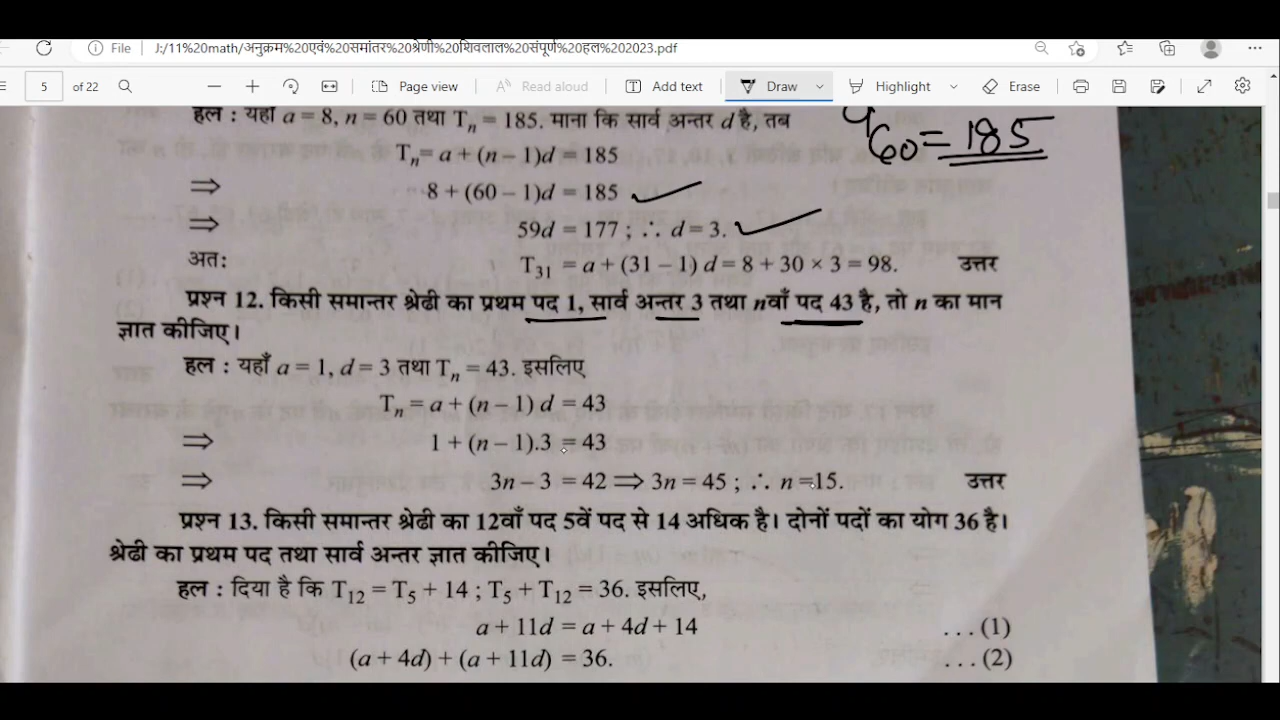 File J:/11%20math/अनुक्रम%20एवं%20समांतर%20श्रेणी%20शिवलाल%20संपूर्ण%20हल%202023.pdf
5 of 22 Page view Read aloud Add text Draw Highlight Erase
हल : यहाँ a = 8, n = 60 तथा Tn = 185. माना कि सार्व अन्तर d है, तब
60 = 185
Tn = a + (n – 1)d = 185
⇒ 8 + (60 – 1)d = 185
⇒ 59d = 177 ; ∴ d = 3.
अतः T31 = a + (31 – 1) d = 8 + 30 × 3 = 98. उत्तर
प्रश्न 12. किसी समान्तर श्रेढी का प्रथम पद 1, सार्व अन्तर 3 तथा nवाँ पद 43 है, तो n का मान
ज्ञात कीजिए।
हल : यहाँ a = 1, d = 3 तथा Tn = 43. इसलिए
Tn = a + (n – 1) d = 43
⇒ 1 + (n – 1).3 = 43
⇒ 3n – 3 = 42 ⇒ 3n = 45 ; ∴ n =15. उत्तर
प्रश्न 13. किसी समान्तर श्रेढी का 12वाँ पद 5वें पद से 14 अधिक है। दोनों पदों का योग 36 है।
श्रेढी का प्रथम पद तथा सार्व अन्तर ज्ञात कीजिए।
हल : दिया है कि T12 = T5 + 14 ; T5 + T12 = 36. इसलिए,
a + 11d = a + 4d + 14 . . . (1)
(a + 4d) + (a + 11d) = 36. . . . (2)